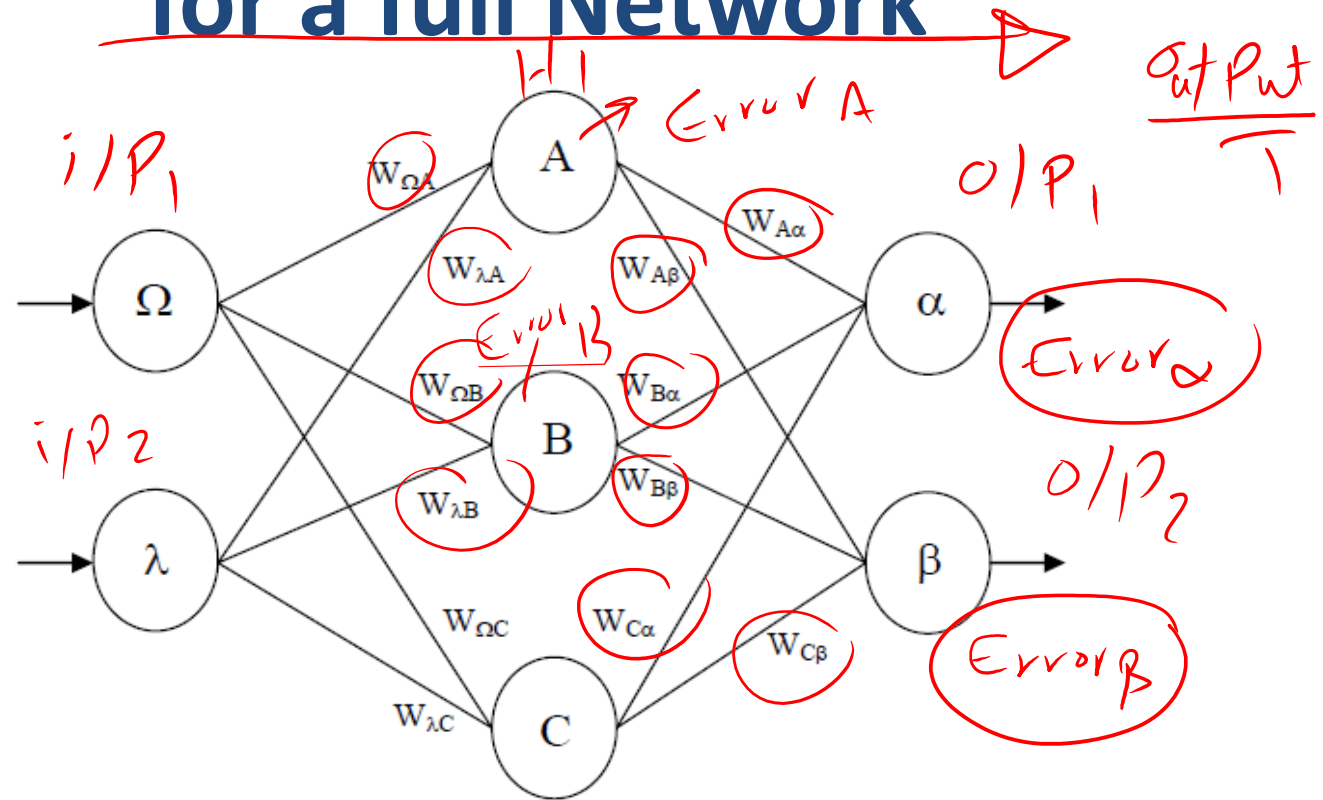 for a full Network
H1
Output
T
Error A
i/P1
WΩA
A
O/P1
WAα
WλA
WAβ
Ω
α
Error B
Errorα
WΩB
WBα
i/P2
B
O/P2
WλB
WBβ
λ
β
WΩC
WCα
WCβ
Errorβ
WλC
C